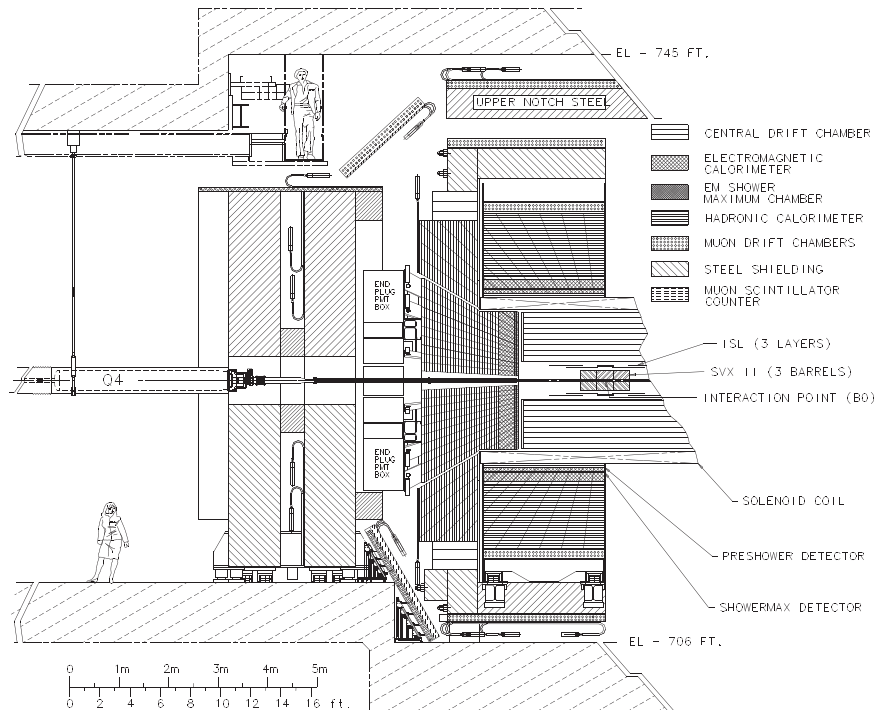 EL - 745 FT.
UPPER NOTCH STEEL
CENTRAL DRIFT CHAMBER
ELECTROMAGNETIC
CALORIMETER
EM SHOWER
MAXIMUM CHAMBER
HADRONIC CALORIMETER
MUON DRIFT CHAMBERS
STEEL SHIELDING
MUON SCINTILLATOR
COUNTER
END
PLUG
PMT
BOX
ISL (3 LAYERS)
Q4
SVX II (3 BARRELS)
INTERACTION POINT (B0)
END
PLUG
PMT
BOX
SOLENOID COIL
PRESHOWER DETECTOR
SHOWERMAX DETECTOR
EL - 706 FT.
0 1m 2m 3m 4m 5m
0 2 4 6 8 10 12 14 16 ft.